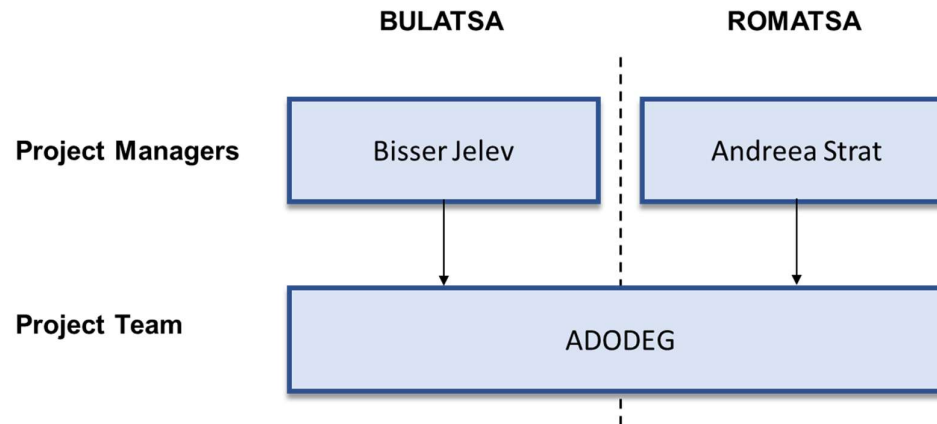 BULATSA
ROMATSA
Project Managers
Bisser Jelev
Andreea Strat
Project Team
ADODEG